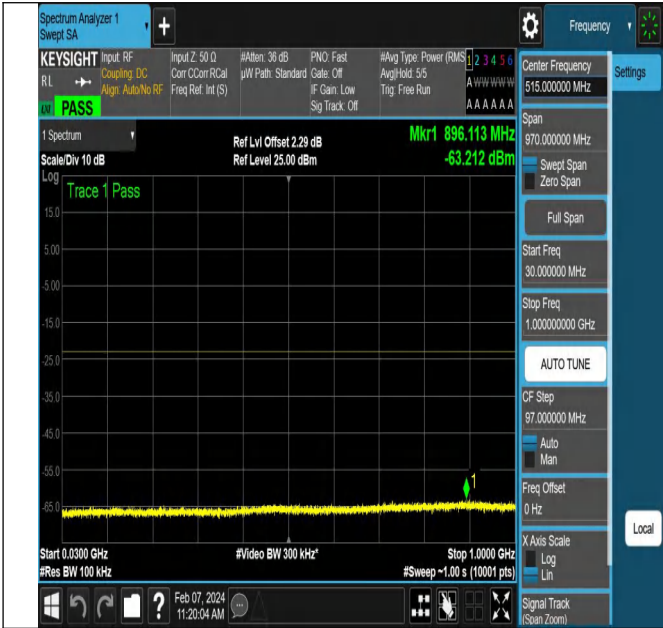 Spectrum Analyzer 1
Swept SA
+
Frequency
KEYSIGHT
RL
PASS
Input: RF
Coupling: DC
Align: Auto/No RF
Input Z: 50 Ω
Corr CCorr RCal
Freq Ref: Int (S)
#Atten: 36 dB
µW Path: Standard
PNO: Fast
Gate: Off
IF Gain: Low
Sig Track: Off
#Avg Type: Power (RMS
Avg|Hold: 5/5
Trig: Free Run
1 2 3 4 5 6
A W W W W W
A A A A A A
1 Spectrum
Scale/Div 10 dB
Ref Lvl Offset 2.29 dB
Ref Level 25.00 dBm
Mkr1 896.113 MHz
-63.212 dBm
Log
Trace 1 Pass
15.0
5.00
-5.00
-15.0
-25.0
-35.0
-45.0
-55.0
-65.0
1
Start 0.0300 GHz
#Res BW 100 kHz
#Video BW 300 kHz*
Stop 1.0000 GHz
#Sweep ~1.00 s (10001 pts)
?
Feb 07, 2024
11:20:04 AM
Center Frequency
515.000000 MHz
Settings
Span
970.000000 MHz
Swept Span
Zero Span
Full Span
Start Freq
30.000000 MHz
Stop Freq
1.000000000 GHz
AUTO TUNE
CF Step
97.000000 MHz
Auto
Man
Freq Offset
0 Hz
X Axis Scale
Log
Lin
Local
Signal Track
(Span Zoom)